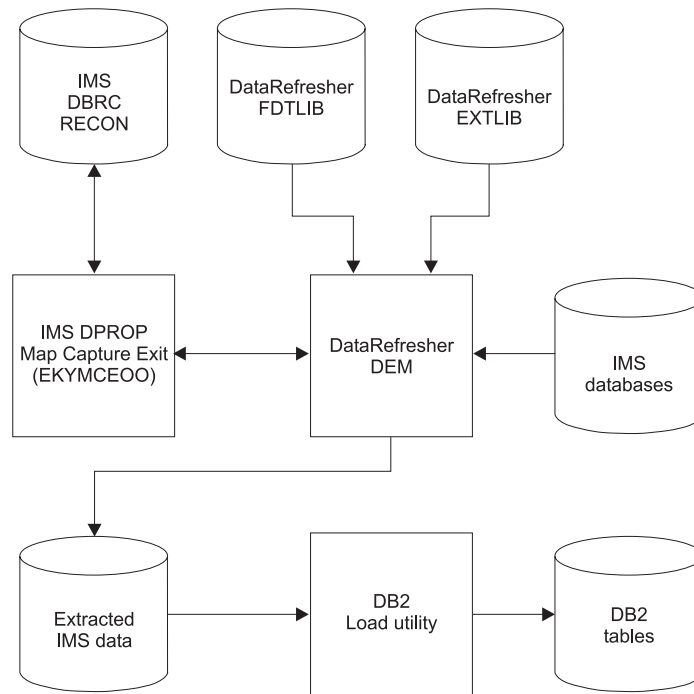 IMS
DBRC
RECON
DataRefresher
FDTLIB
DataRefresher
EXTLIB
IMS DPROP
Map Capture Exit
(EKYMCEOO)
DataRefresher
DEM
IMS
databases
Extracted
IMS data
DB2
Load utility
DB2
tables